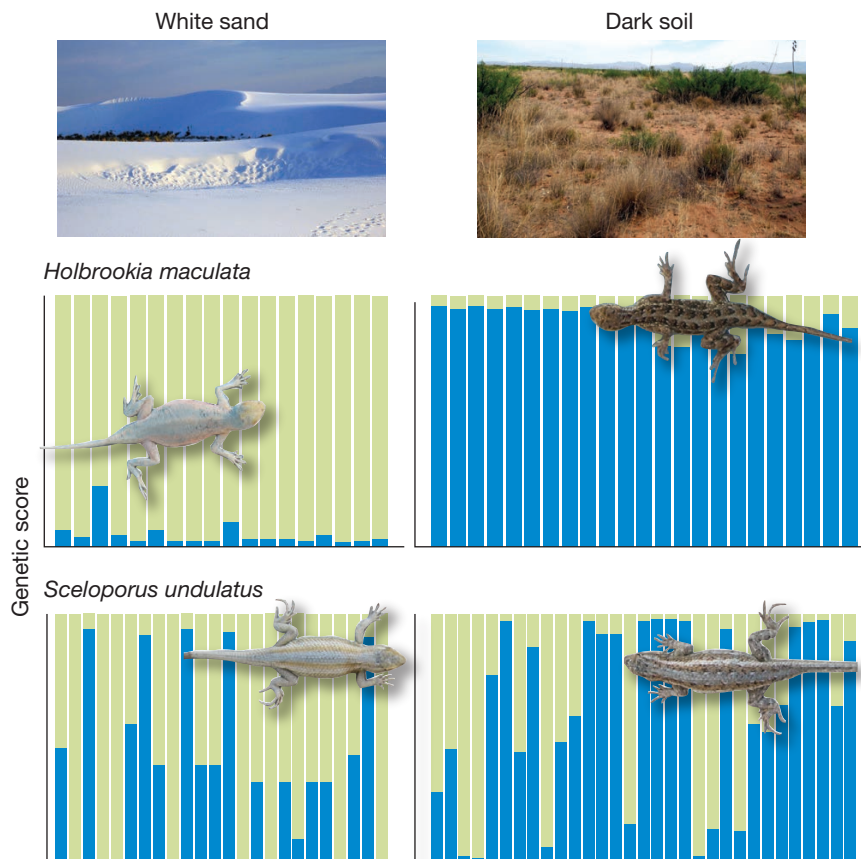 White sand
Dark soil
Holbrookia maculata
Genetic score
Sceloporus undulatus